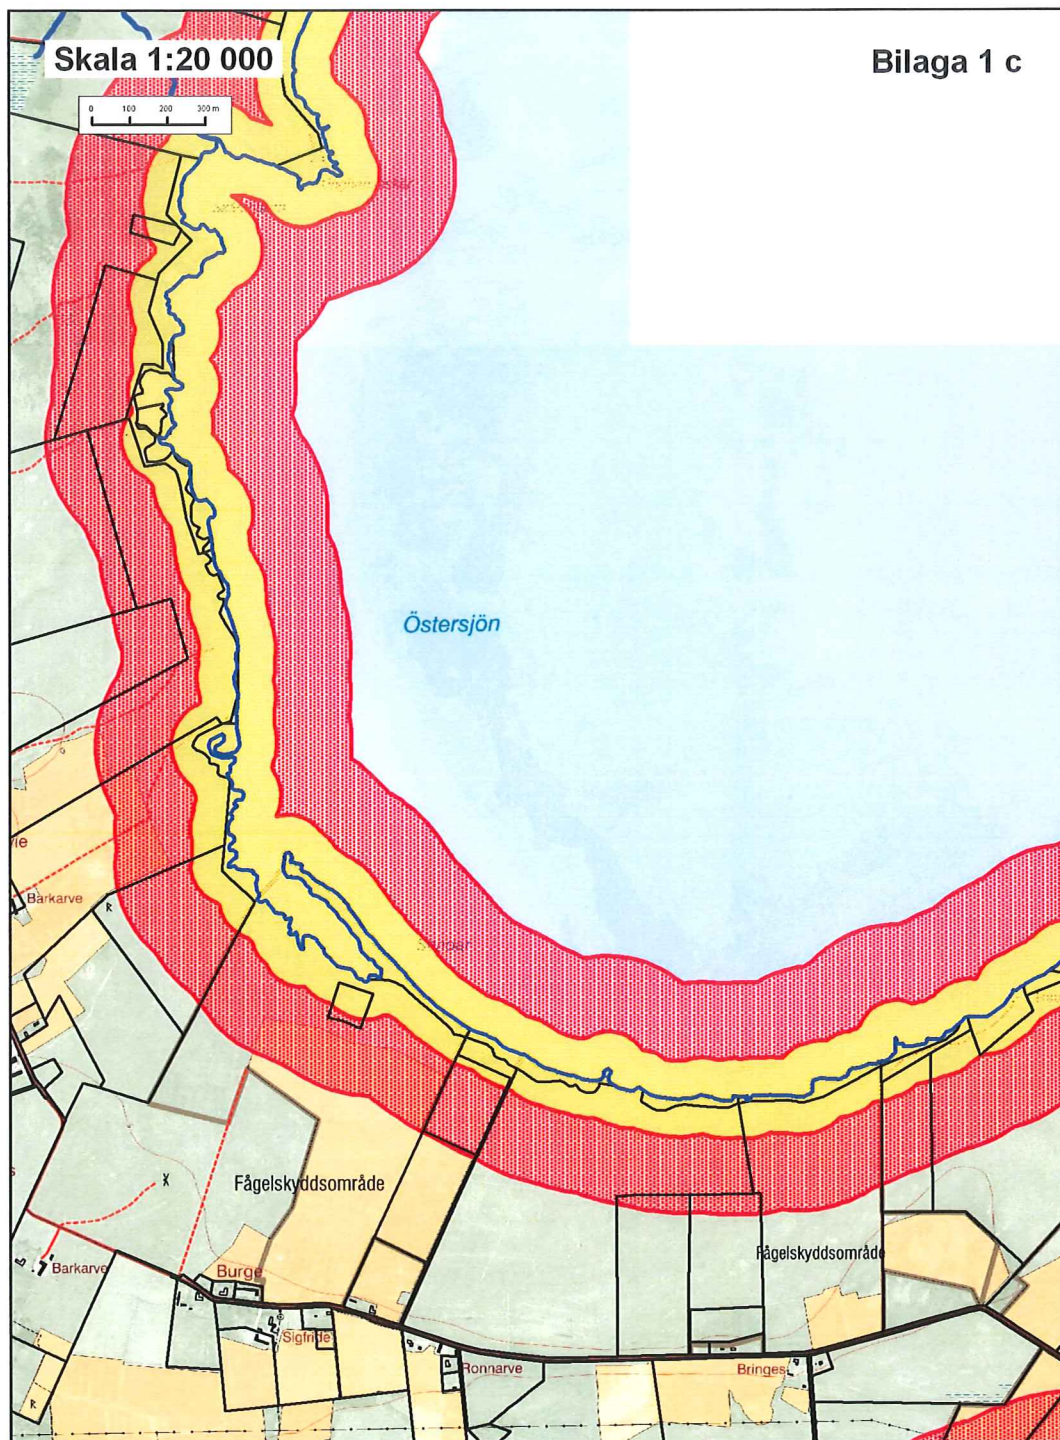 Skala 1:20 000
Bilaga 1 c
0 100 200 300 m
Östersjön
Barkarve
R
Fågelskyddsområde
Fågelskyddsområde
Barkarve
Burge
Sigfride
Ronnarve
Bringes
R